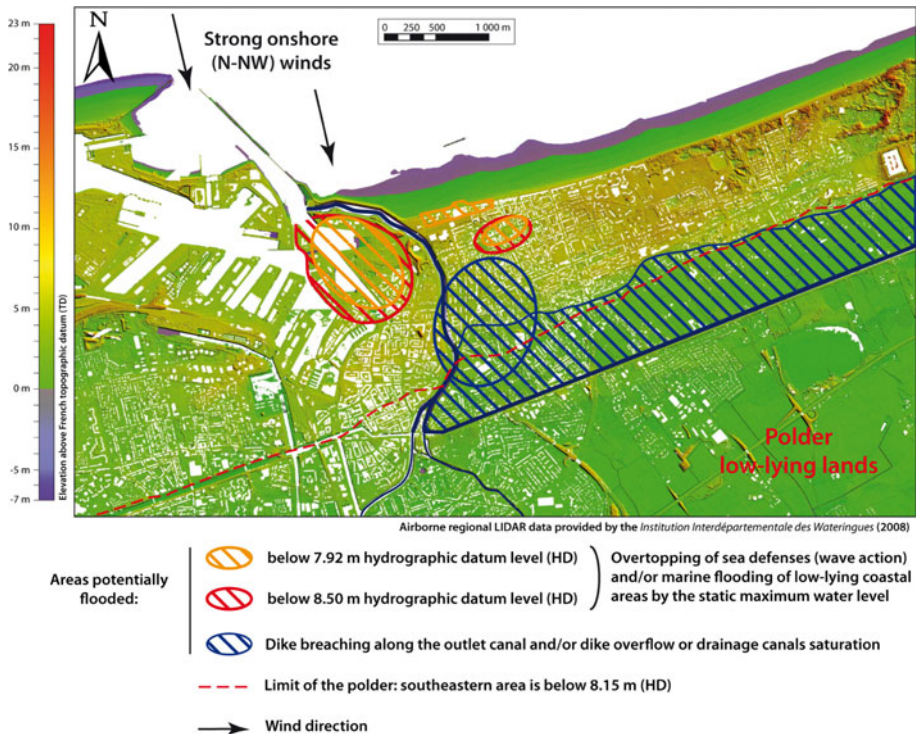 23 m
20 m
15 m
10 m
5 m
0 m
-5 m
-7 m
Elevation above French topographic datum (TD)
N
Strong onshore
(N-NW) winds
0 250 500 1 000 m
Polder
low-lying lands
Airborne regional LIDAR data provided by the Institution Interdépartementale des Wateringues (2008)
Areas potentially
flooded:
below 7.92 m hydrographic datum level (HD)
below 8.50 m hydrographic datum level (HD)
Overtopping of sea defenses (wave action)
and/or marine flooding of low-lying coastal
areas by the static maximum water level
Dike breaching along the outlet canal and/or dike overflow or drainage canals saturation
Limit of the polder: southeastern area is below 8.15 m (HD)
Wind direction